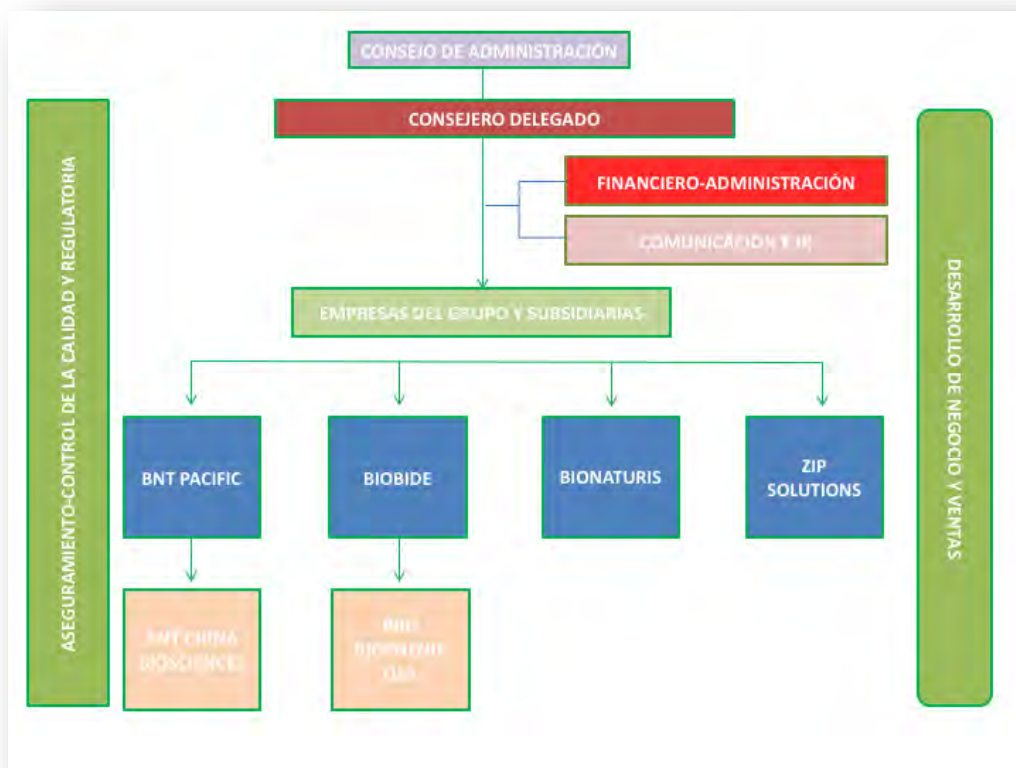 CONSEJO DE ADMINISTRACIÓN
CONSEJERO DELEGADO
FINANCIERO-ADMINISTRACIÓN
COMUNICACIÓN Y IR
EMPRESAS DEL GRUPO Y SUBSIDIARIAS
ASEGURAMIENTO-CONTROL DE LA CALIDAD Y REGULATORIA
DESARROLLO DE NEGOCIO Y VENTAS
BNT PACIFIC
BIOBIDE
BIONATURIS
ZIP
SOLUTIONS
BNT CHINA
BIOSCIENCES